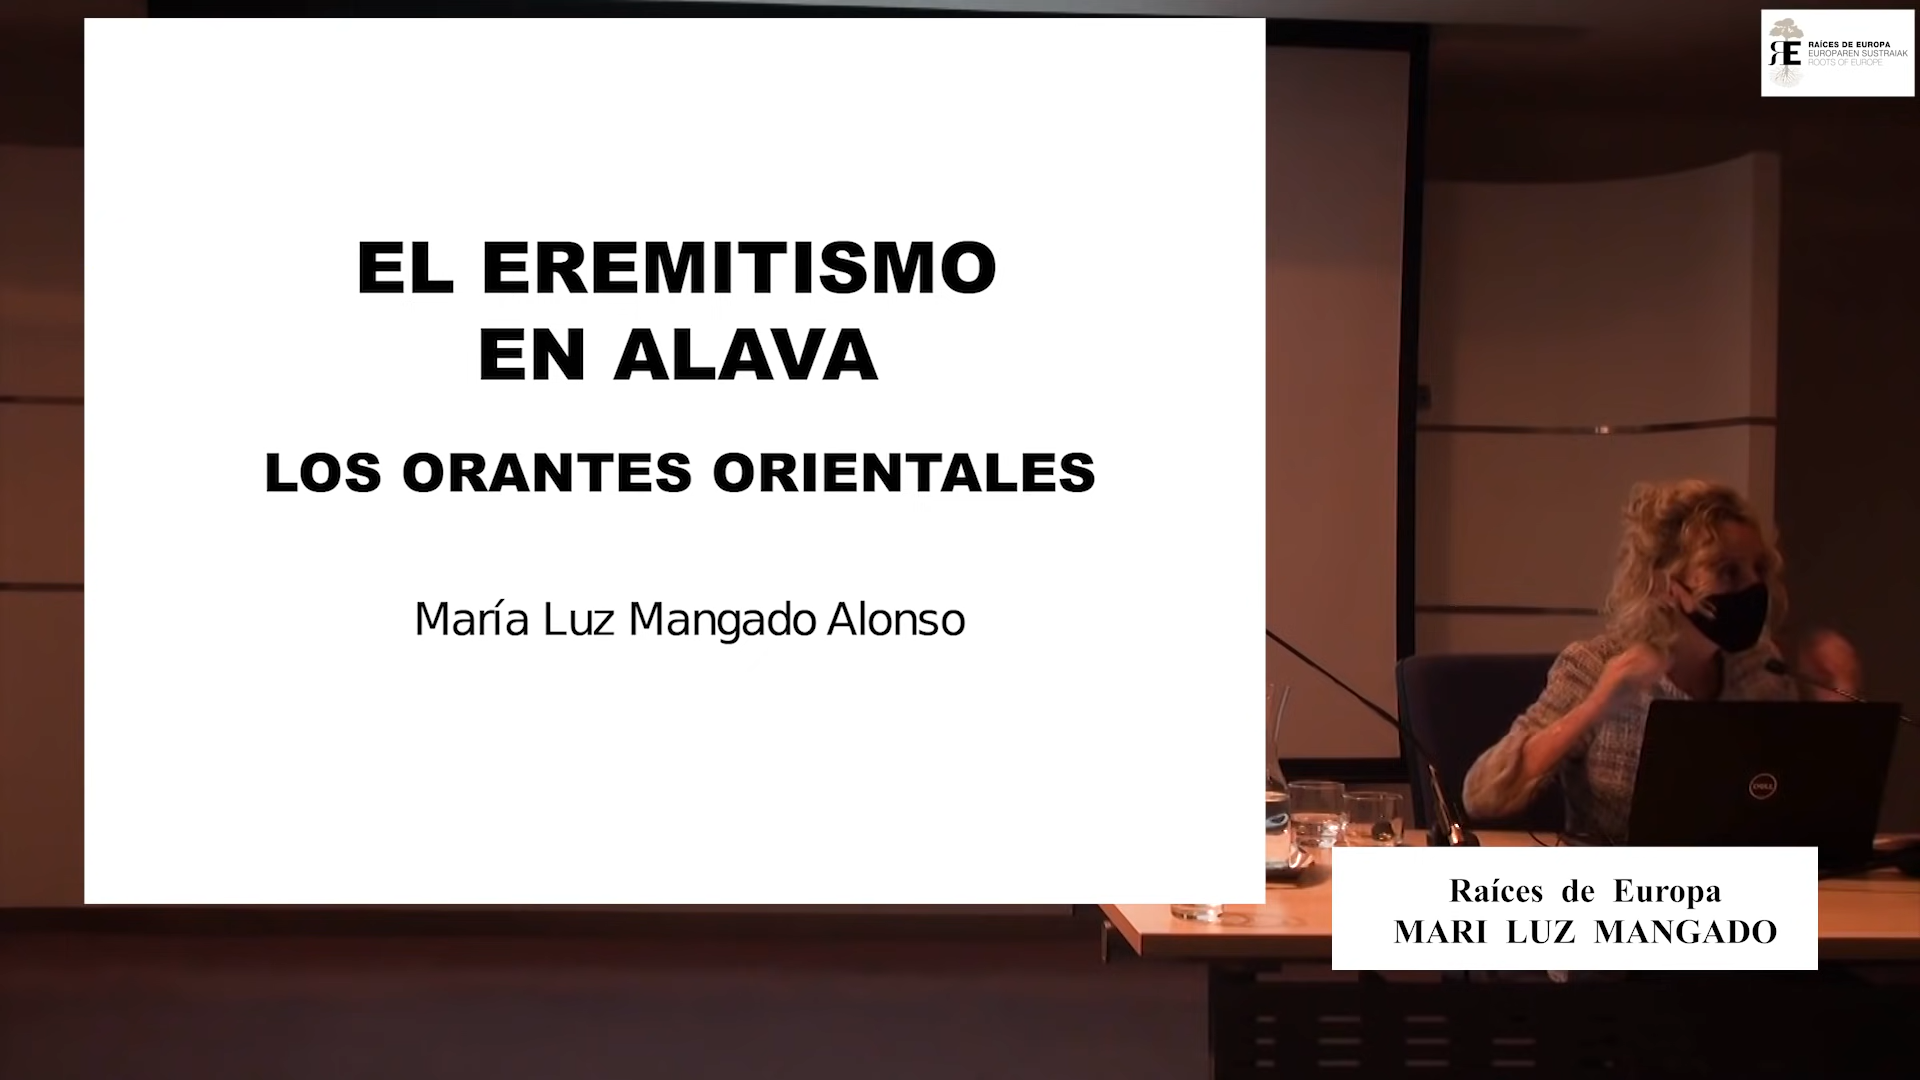 EL EREMITISMO
EN ALAVA
LOS ORANTES ORIENTALES
María Luz Mangado Alonso
RAÍCES DE EUROPA
EUROPAREN SUSTRAIAK
ROOTS OF EUROPE
DELL
Raíces de Europa
MARI LUZ MANGADO